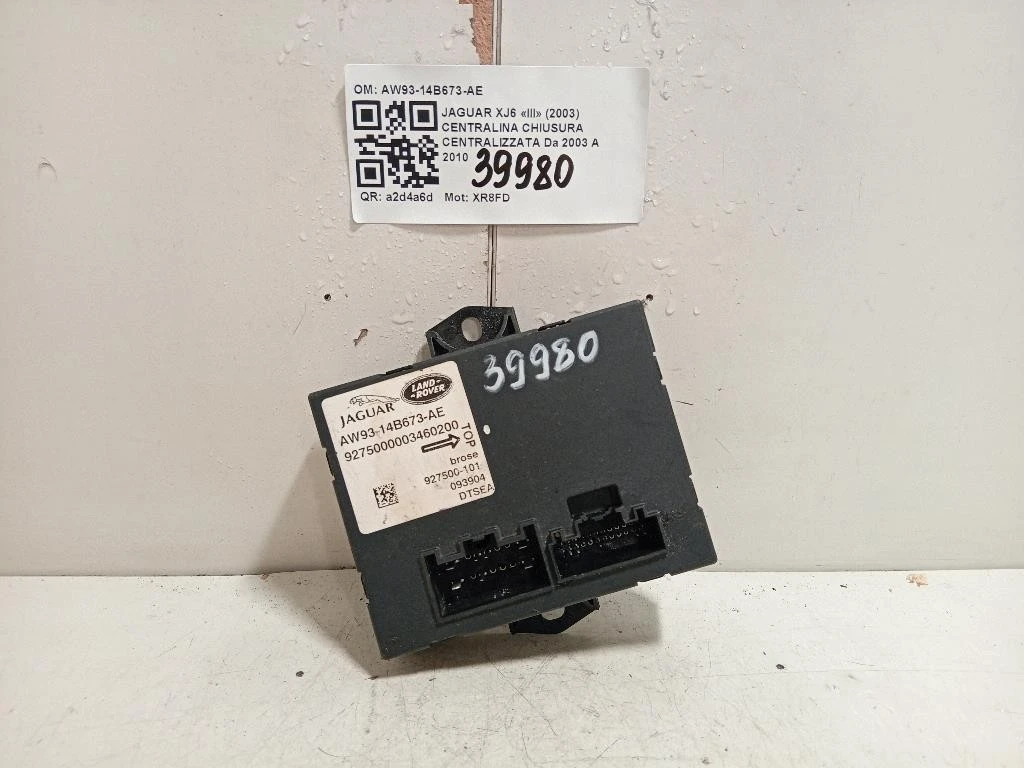 OM: AW93-14B673-AE
JAGUAR XJ6 «III» (2003)
CENTRALINA CHIUSURA
CENTRALIZZATA Da 2003 A
2010 39980
QR: a2d4a6d Mot: XR8FD
39980
JAGUAR
LAND-
-ROVER
AW93-14B673-AE
9275000003460200
TOP
brose
927500-101
093904
DTSEA